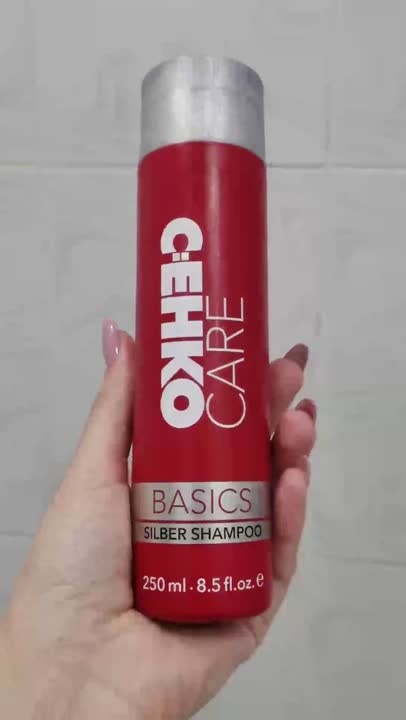 C:EHKO
CARE
BASICS
SILBER SHAMPOO
250 ml · 8.5 fl.oz. ℮